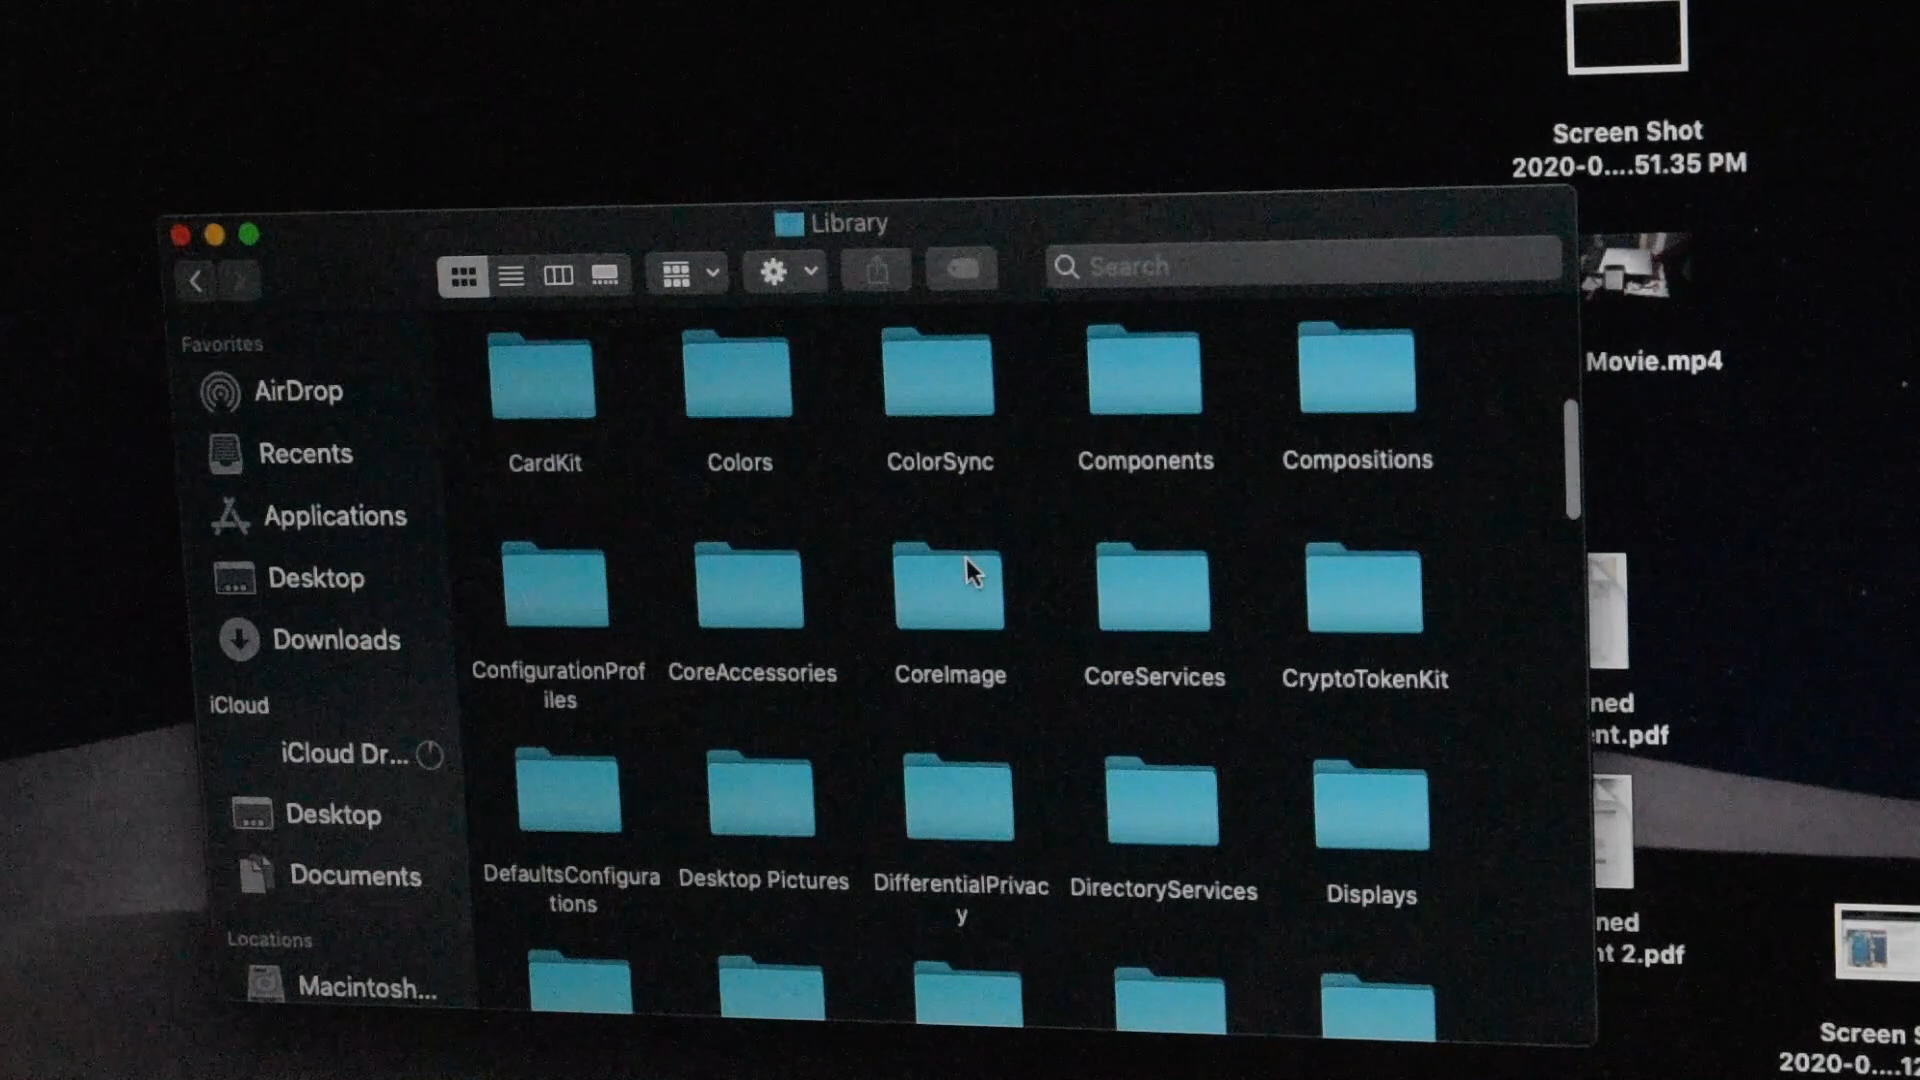 Screen Shot
2020-0....51.35 PM
Library
Search
Movie.mp4
Favorites
AirDrop
Recents
Applications
Desktop
Downloads
iCloud
iCloud Dr...
Desktop
Documents
Locations
Macintosh...
CardKit
Colors
ColorSync
Components
Compositions
ConfigurationProf
iles
CoreAccessories
CoreImage
CoreServices
CryptoTokenKit
DefaultsConfigura
tions
Desktop Pictures
DifferentialPrivac
y
DirectoryServices
Displays
ned
nt.pdf
ned
nt 2.pdf
Screen S
2020-0....12